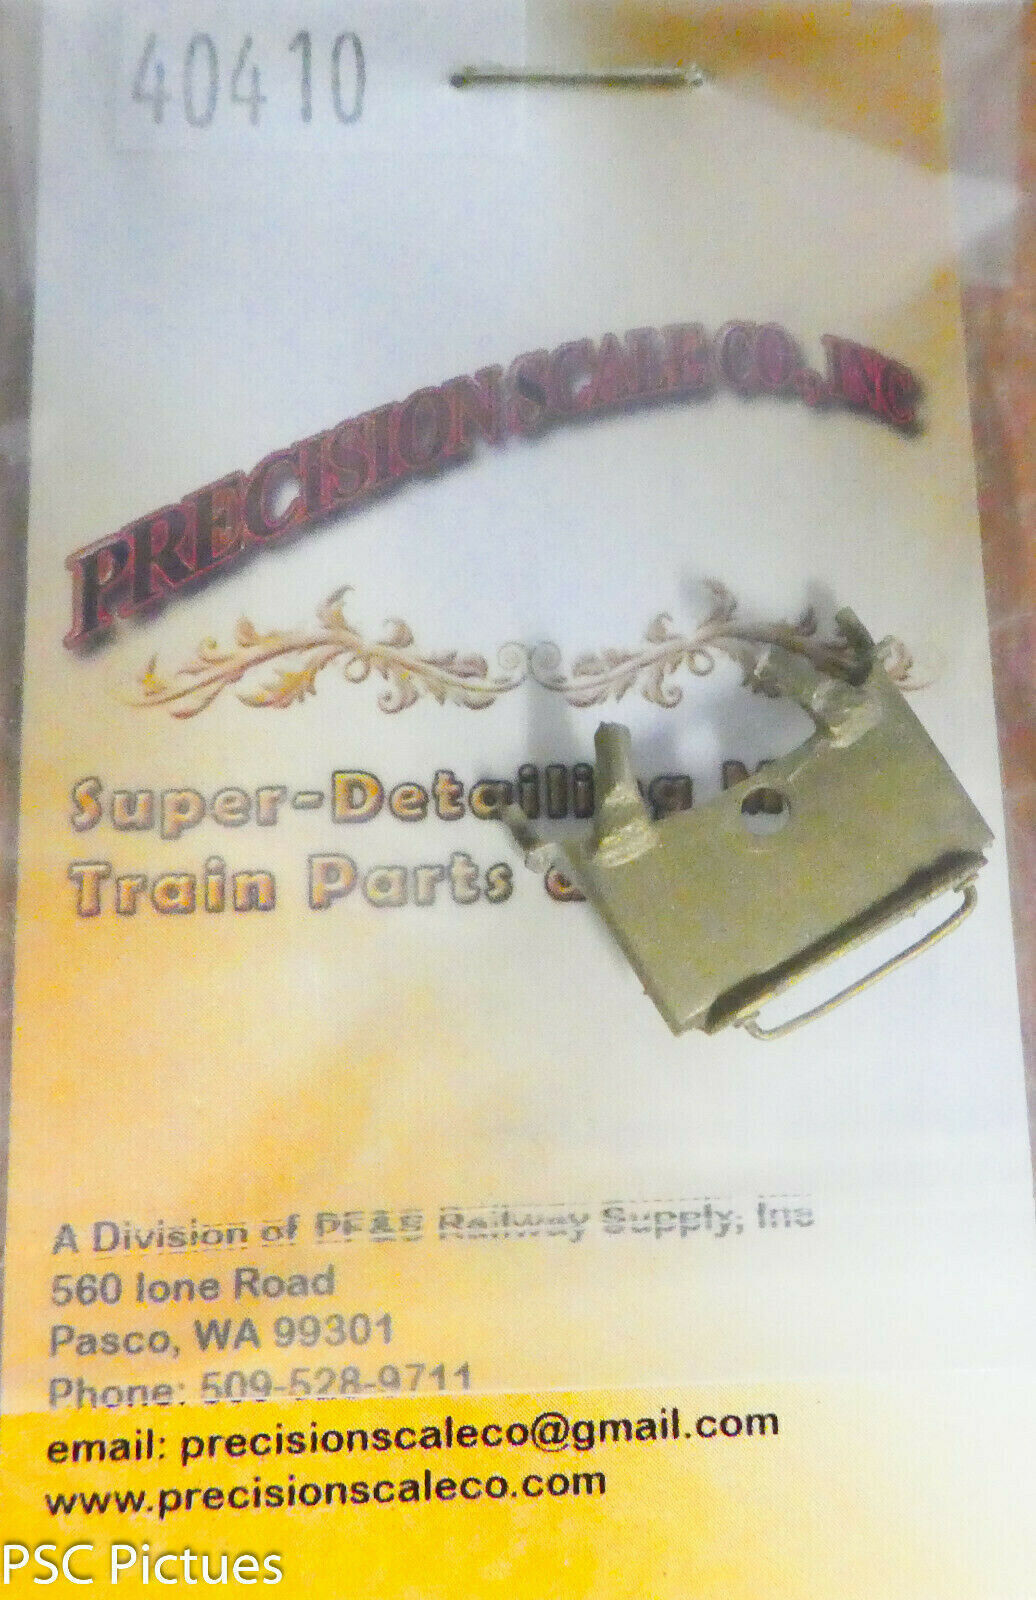 40410
PRECISION SCALE CO., INC
Super-Detailing
Train Parts
A Division of PF&S Railway Supply, Inc
560 Ione Road
Pasco, WA 99301
Phone: 509-528-9711
email: precisionscaleco@gmail.com
www.precisionscaleco.com
PSC Pictues